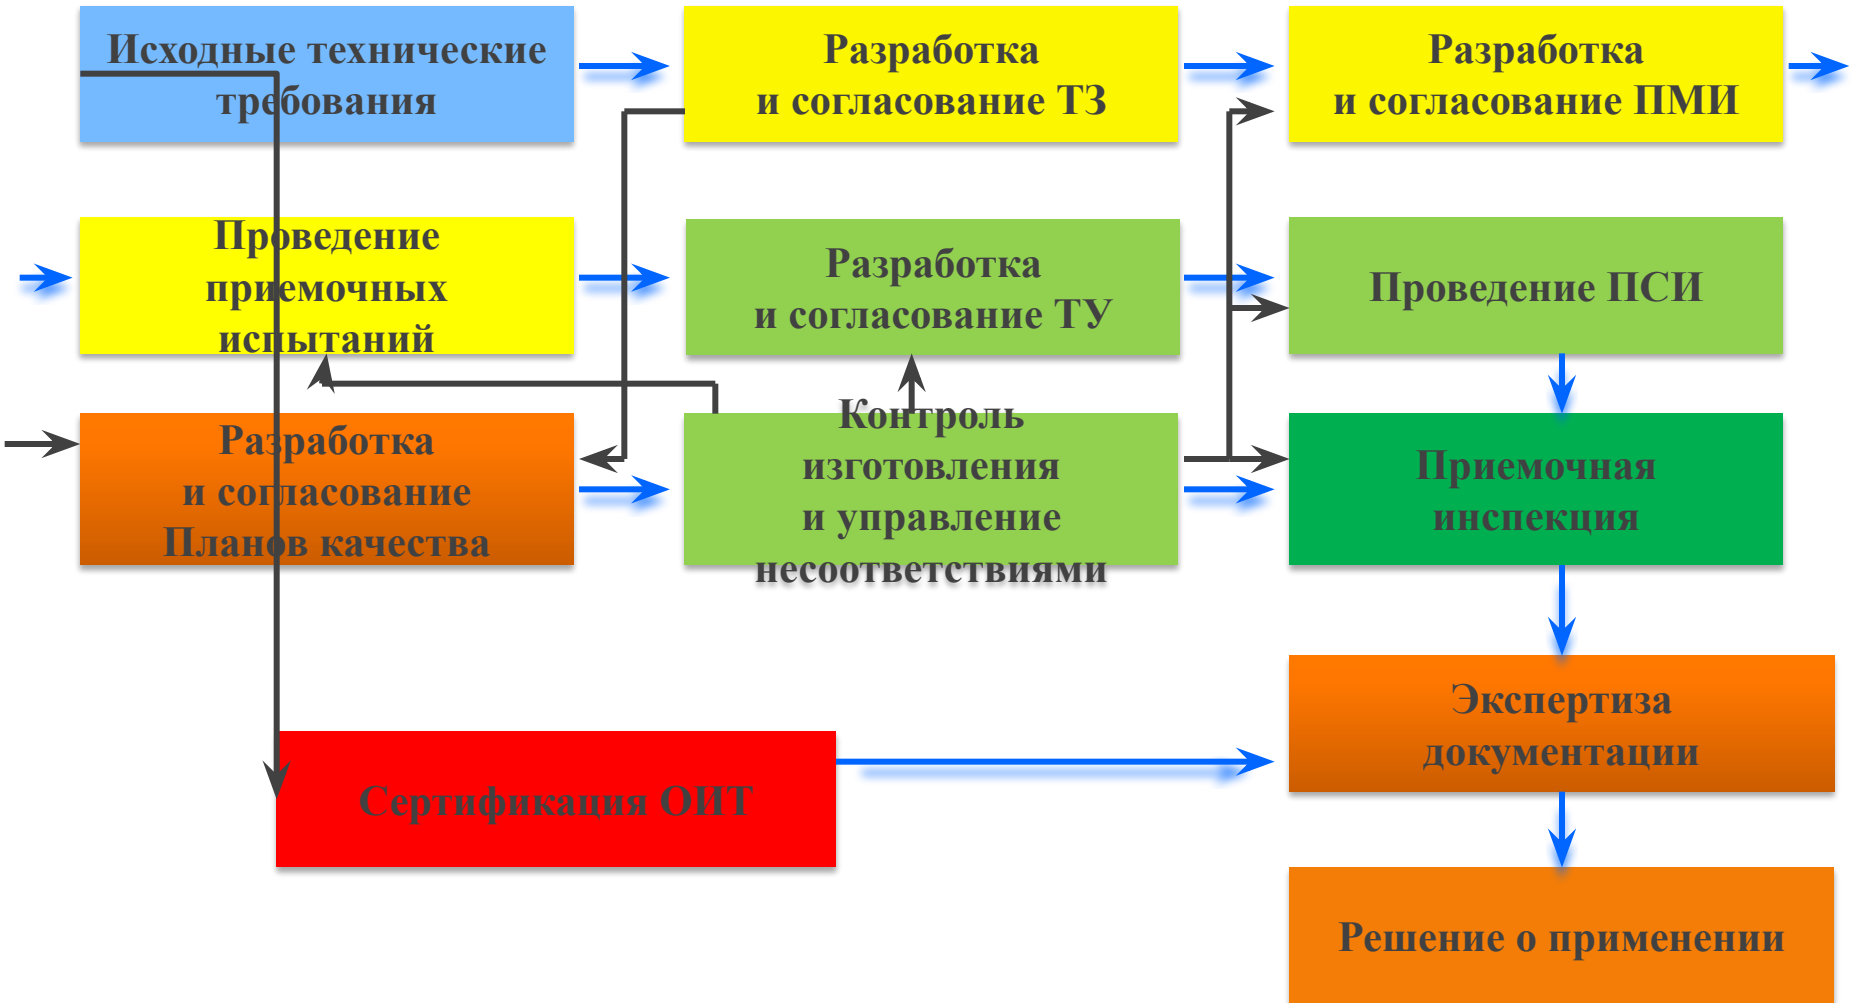 Исходные технические
требования
Разработка
и согласование ТЗ
Разработка
и согласование ПМИ
Проведение
приемочных
испытаний
Разработка
и согласование ТУ
Проведение ПСИ
Разработка
и согласование
Планов качества
Контроль
изготовления
и управление
несоответствиями
Приемочная
инспекция
Экспертиза
документации
Сертификация ОИТ
Решение о применении